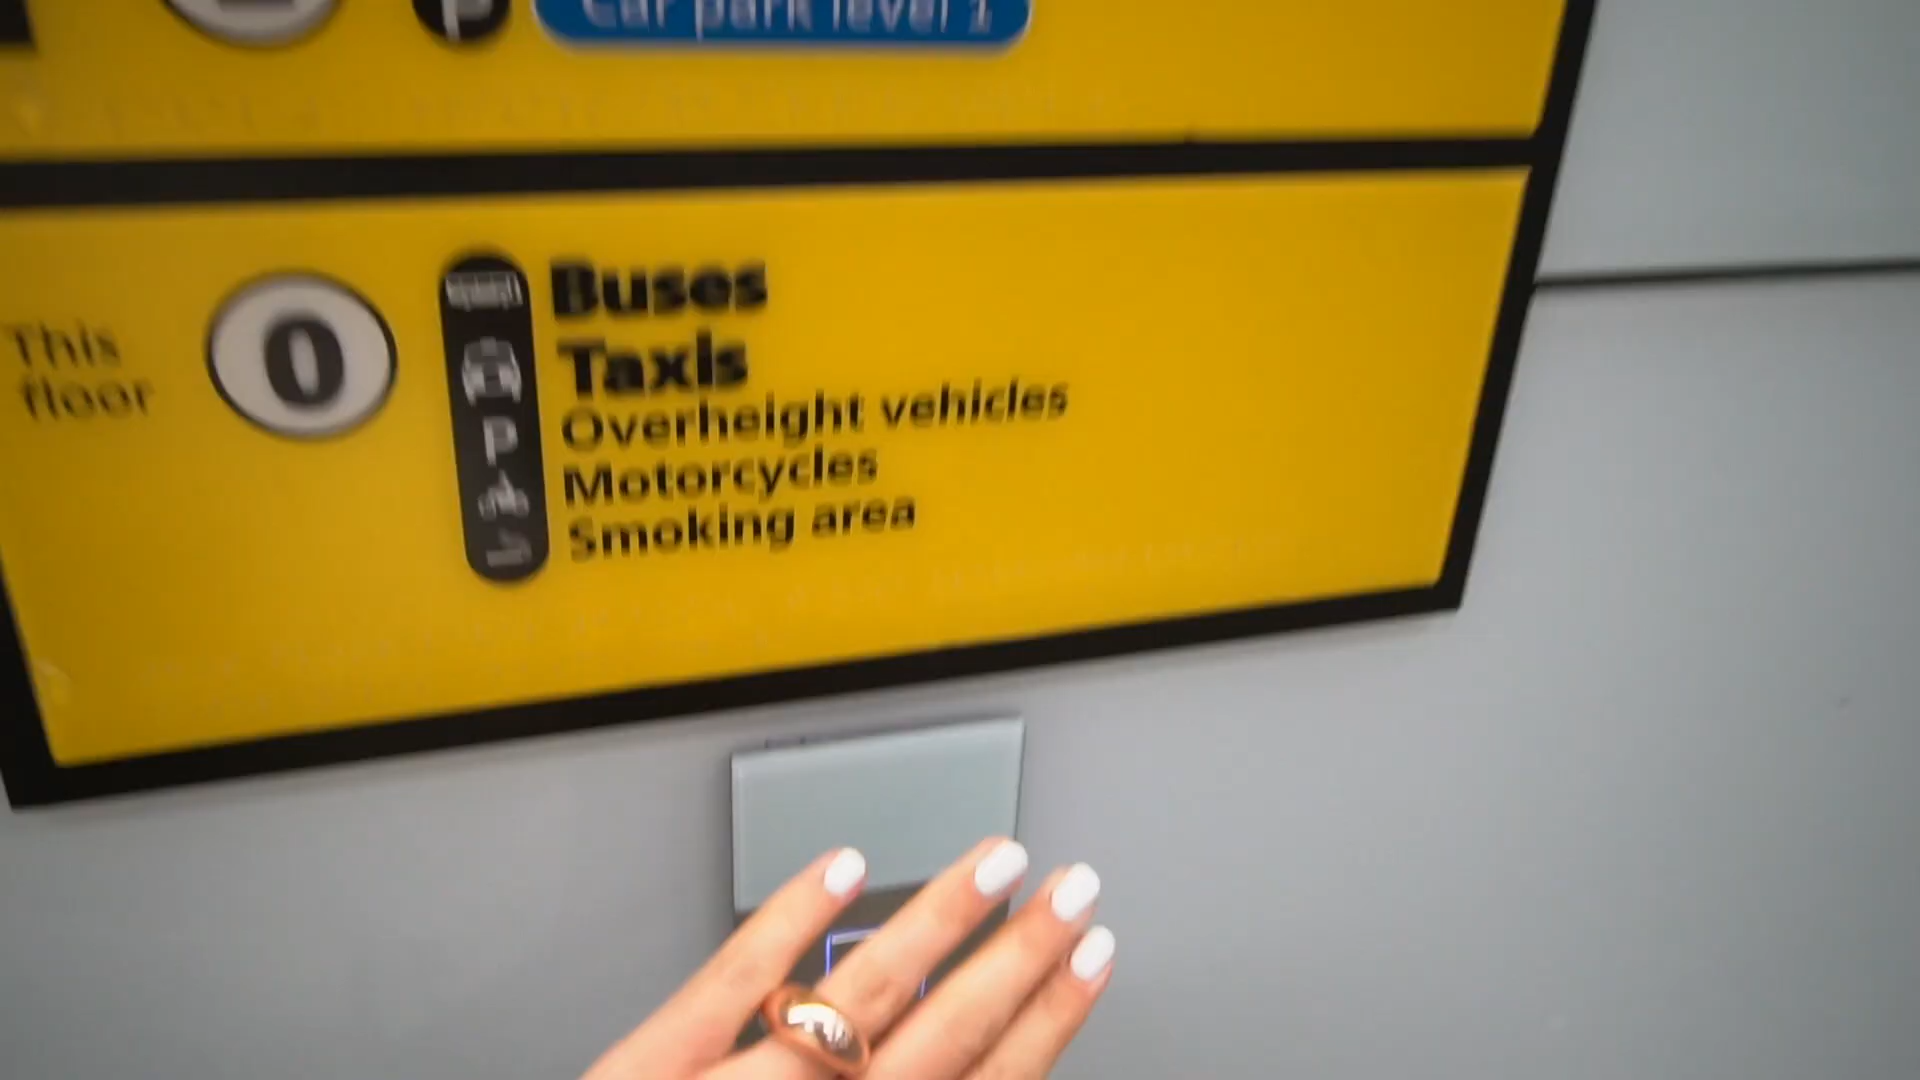 P
Car park level 1
This
floor
0
Buses
Taxis
P
Overheight vehicles
Motorcycles
Smoking area